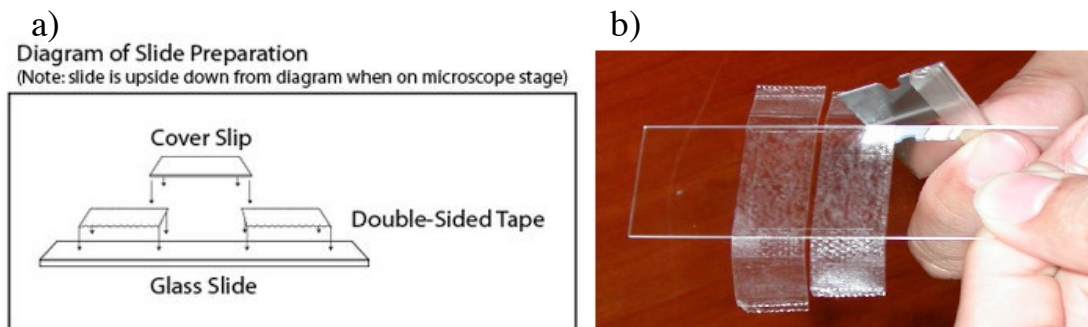 a)
b)
Diagram of Slide Preparation
(Note: slide is upside down from diagram when on microscope stage)
Cover Slip
Double-Sided Tape
Glass Slide